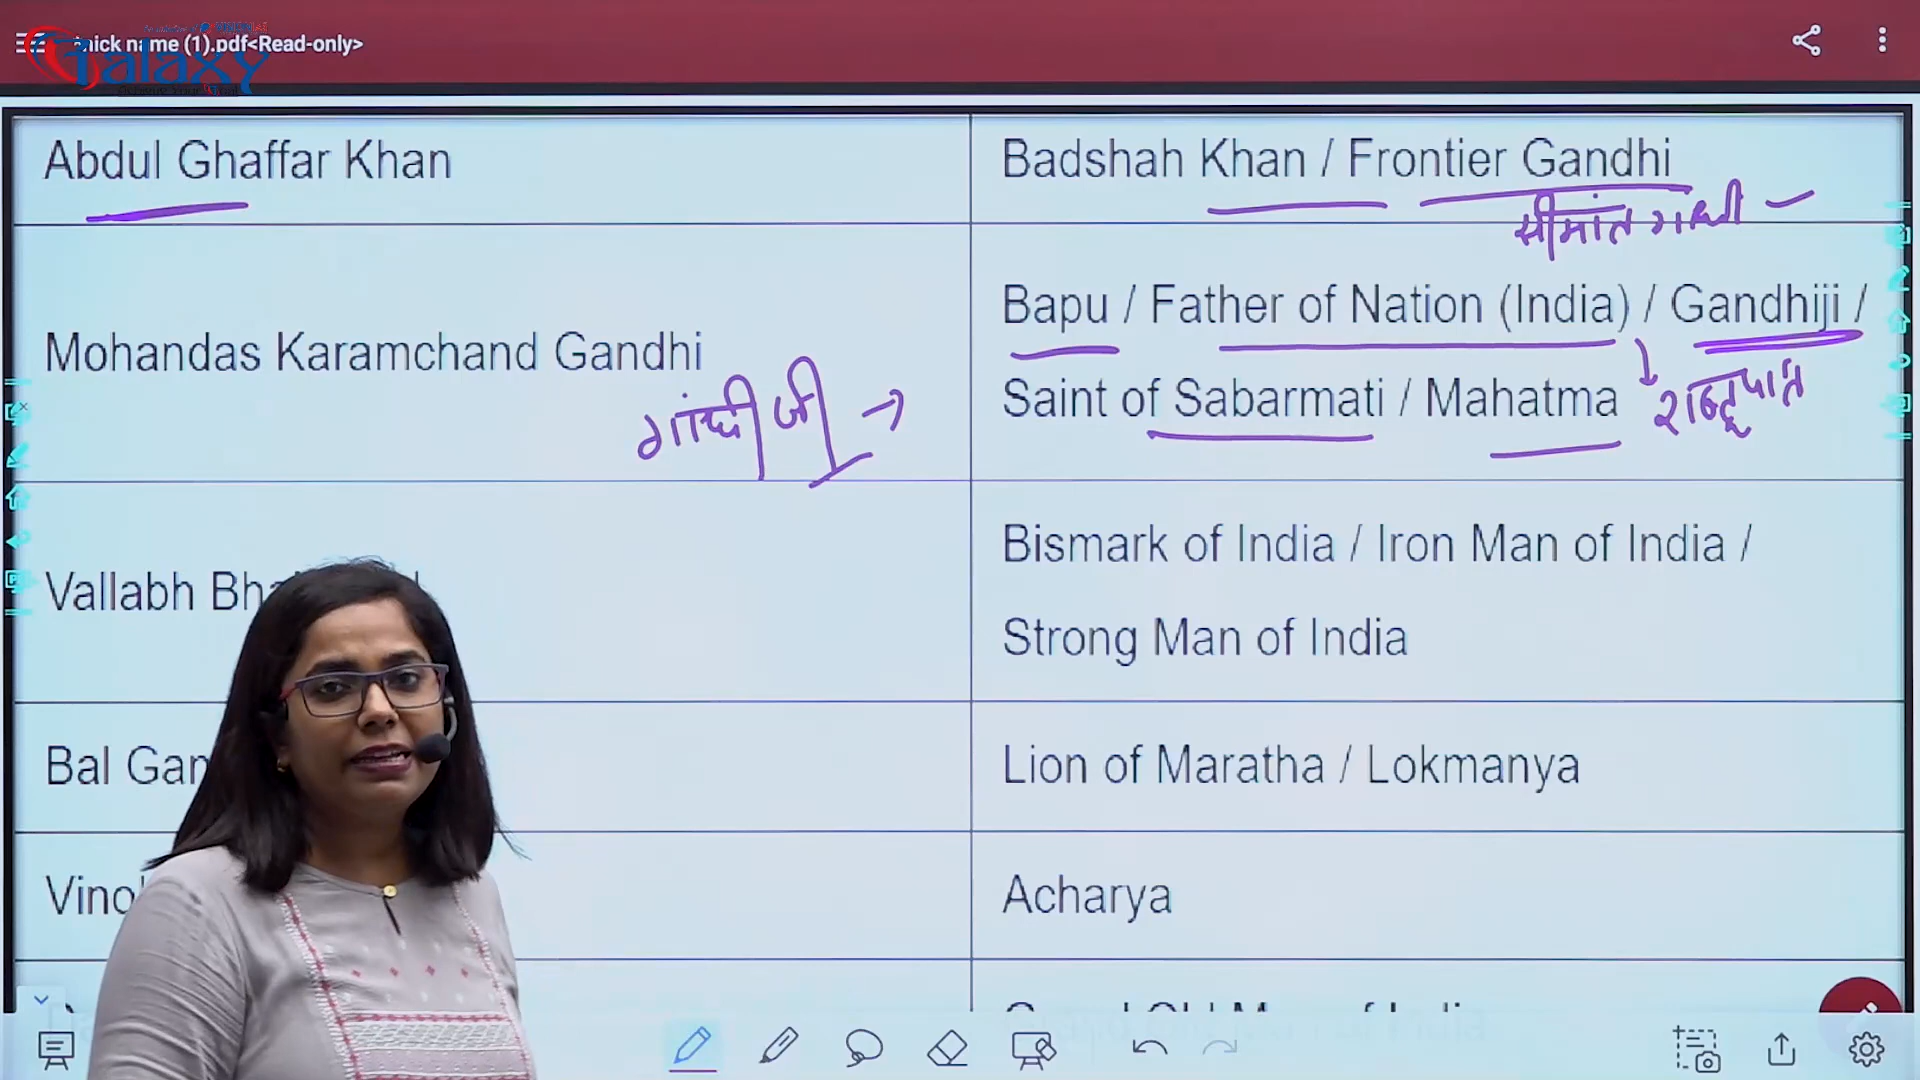 nick name (1).pdf<Read-only>
Galaxy
Abdul Ghaffar Khan
Badshah Khan / Frontier Gandhi
सीमांत गांधी
Mohandas Karamchand Gandhi
गांधी जी →
Bapu / Father of Nation (India) / Gandhiji /
Saint of Sabarmati / Mahatma
Vallabh Bha
Bismark of India / Iron Man of India /
Strong Man of India
Bal Gan
Lion of Maratha / Lokmanya
Vino
Acharya